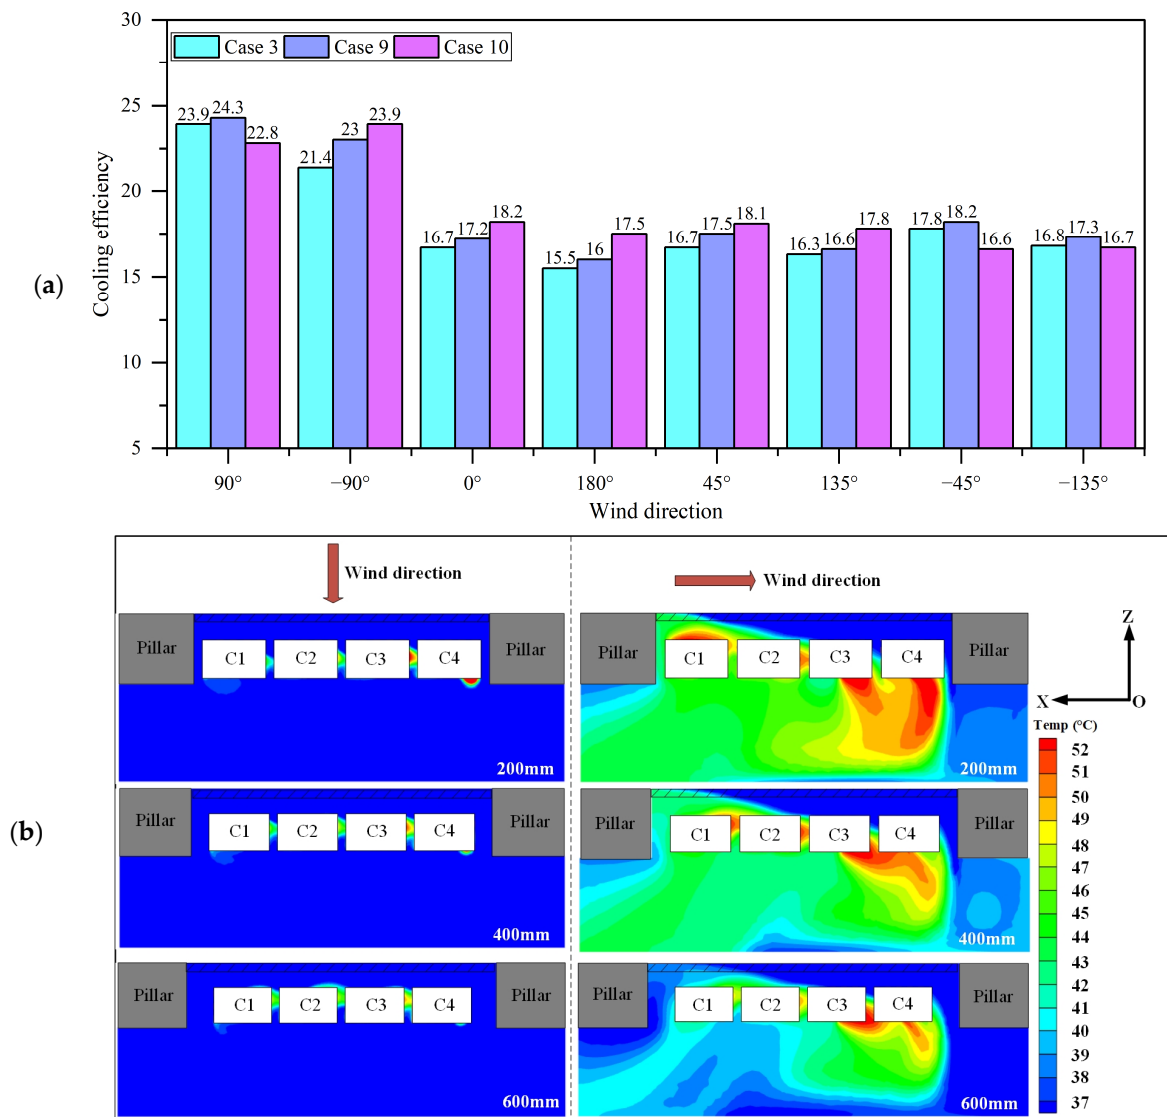 30
Case 3 Case 9 Case 10
25
20
15
10
5
Cooling efficiency
(a)
23.9 24.3 22.8
21.4 23 23.9
16.7 17.2 18.2
15.5 16 17.5
16.7 17.5 18.1
16.3 16.6 17.8
17.8 18.2 16.6
16.8 17.3 16.7
90° −90° 0° 180° 45° 135° −45° −135°
Wind direction
(b)
Wind direction
Pillar C1 C2 C3 C4 Pillar
200mm
Pillar C1 C2 C3 C4 Pillar
400mm
Pillar C1 C2 C3 C4 Pillar
600mm
Wind direction
Pillar C1 C2 C3 C4 Pillar
200mm
Pillar C1 C2 C3 C4 Pillar
400mm
Pillar C1 C2 C3 C4 Pillar
600mm
Z
X O
Temp (°C)
52
51
50
49
48
47
46
45
44
43
42
41
40
39
38
37